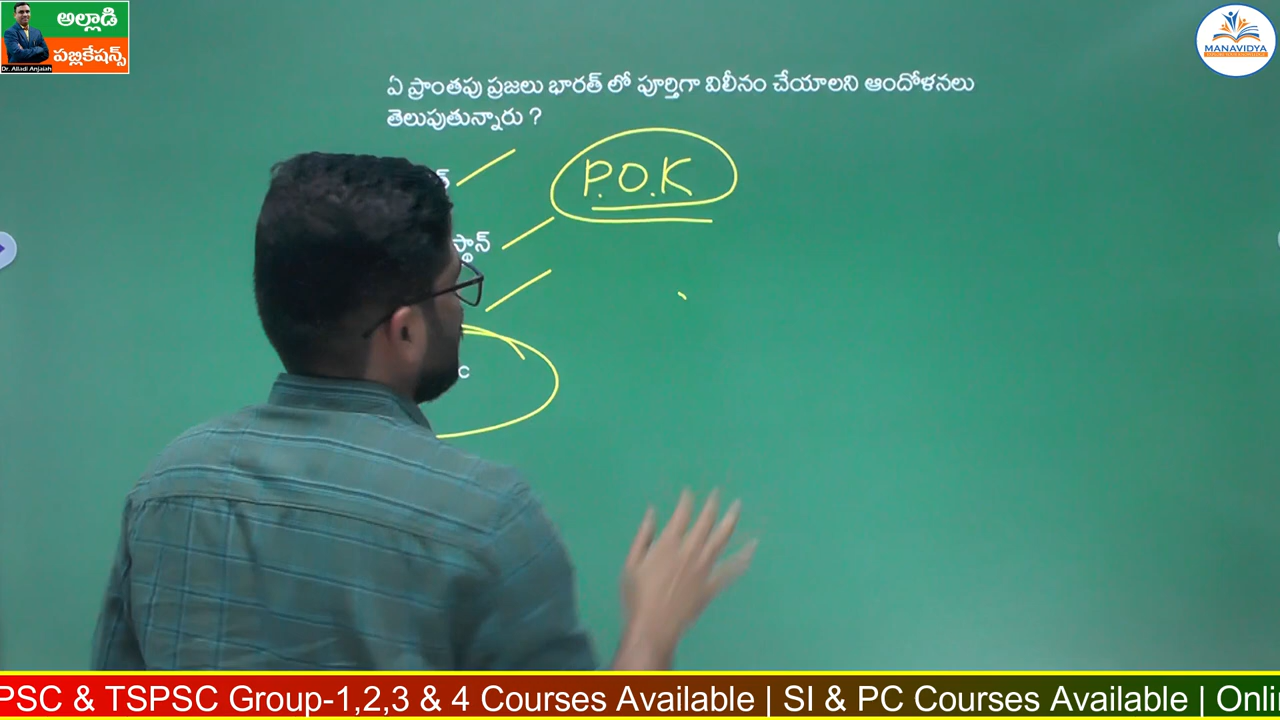 అల్లాడి
పబ్లికేషన్స్
Dr. Alladi Anjaiah
MANAVIDYA
ఏ ప్రాంతపు ప్రజలు భారత్ లో పూర్తిగా విలీనం చేయాలని ఆందోళనలు
తెలుపుతున్నారు ?
P.O.K
PSC & TSPSC Group-1,2,3 & 4 Courses Available | SI & PC Courses Available | Onli